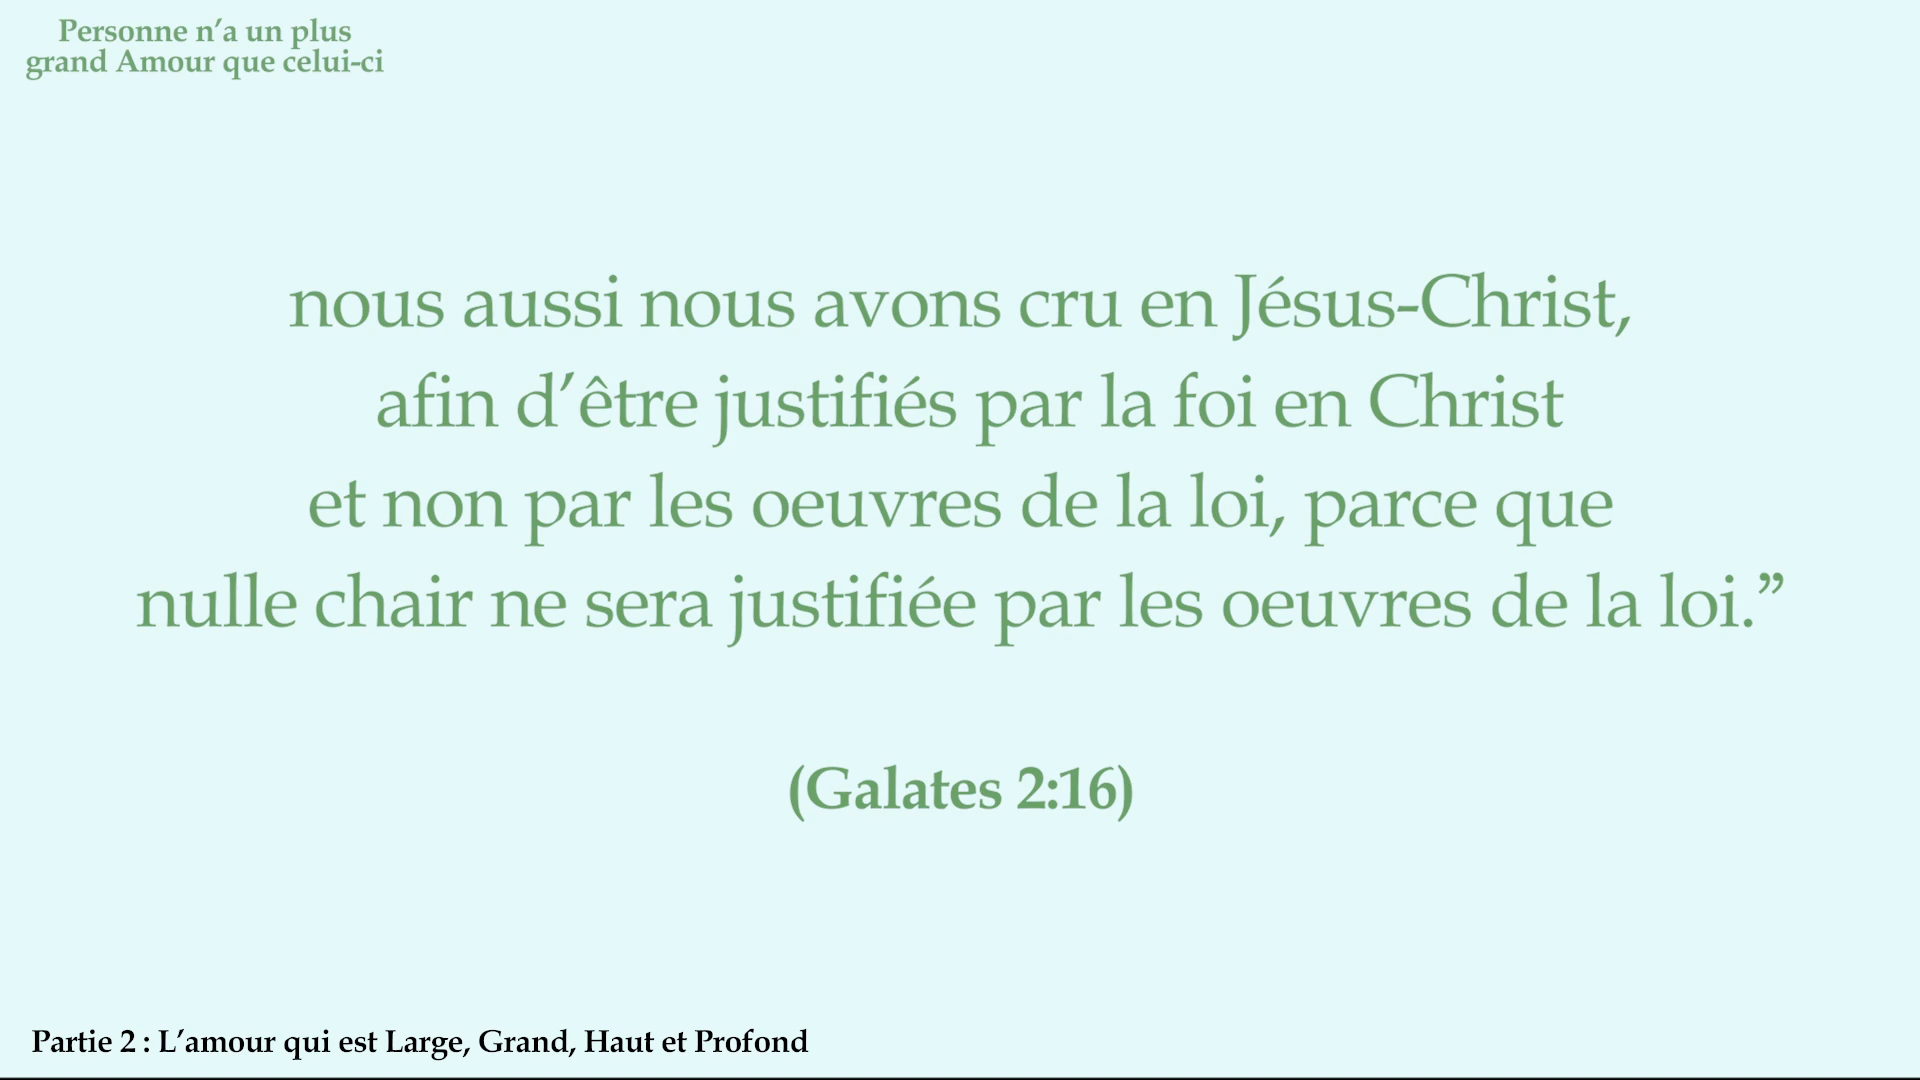 Personne n’a un plus
grand Amour que celui-ci
nous aussi nous avons cru en Jésus-Christ,
afin d’être justifiés par la foi en Christ
et non par les oeuvres de la loi, parce que
nulle chair ne sera justifiée par les oeuvres de la loi.”
(Galates 2:16)
Partie 2 : L’amour qui est Large, Grand, Haut et Profond